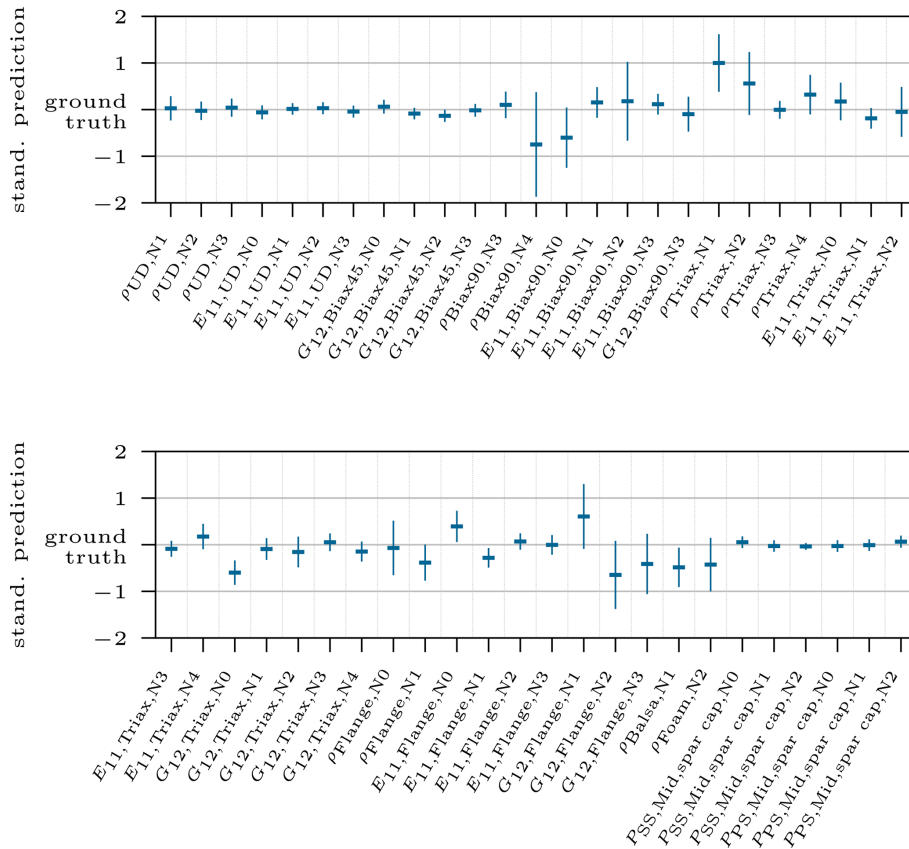 stand. prediction
2
1
ground
truth
−1
−2
ρUD,N1
ρUD,N2
ρUD,N3
E11,UD,N0
E11,UD,N1
E11,UD,N2
E11,UD,N3
G12,Biax45,N0
G12,Biax45,N1
G12,Biax45,N2
G12,Biax45,N3
ρBiax90,N3
ρBiax90,N4
E11,Biax90,N0
E11,Biax90,N1
E11,Biax90,N2
E11,Biax90,N3
G12,Biax90,N3
ρTriax,N1
ρTriax,N2
ρTriax,N3
ρTriax,N4
E11,Triax,N0
E11,Triax,N1
E11,Triax,N2
stand. prediction
2
1
ground
truth
−1
−2
E11,Triax,N3
E11,Triax,N4
G12,Triax,N0
G12,Triax,N1
G12,Triax,N2
G12,Triax,N3
G12,Triax,N4
ρFlange,N0
ρFlange,N1
E11,Flange,N0
E11,Flange,N1
E11,Flange,N2
E11,Flange,N3
G12,Flange,N1
G12,Flange,N2
G12,Flange,N3
ρBalsa,N1
ρFoam,N2
PSS,Mid,spar cap,N0
PSS,Mid,spar cap,N1
PSS,Mid,spar cap,N2
PPS,Mid,spar cap,N0
PPS,Mid,spar cap,N1
PPS,Mid,spar cap,N2